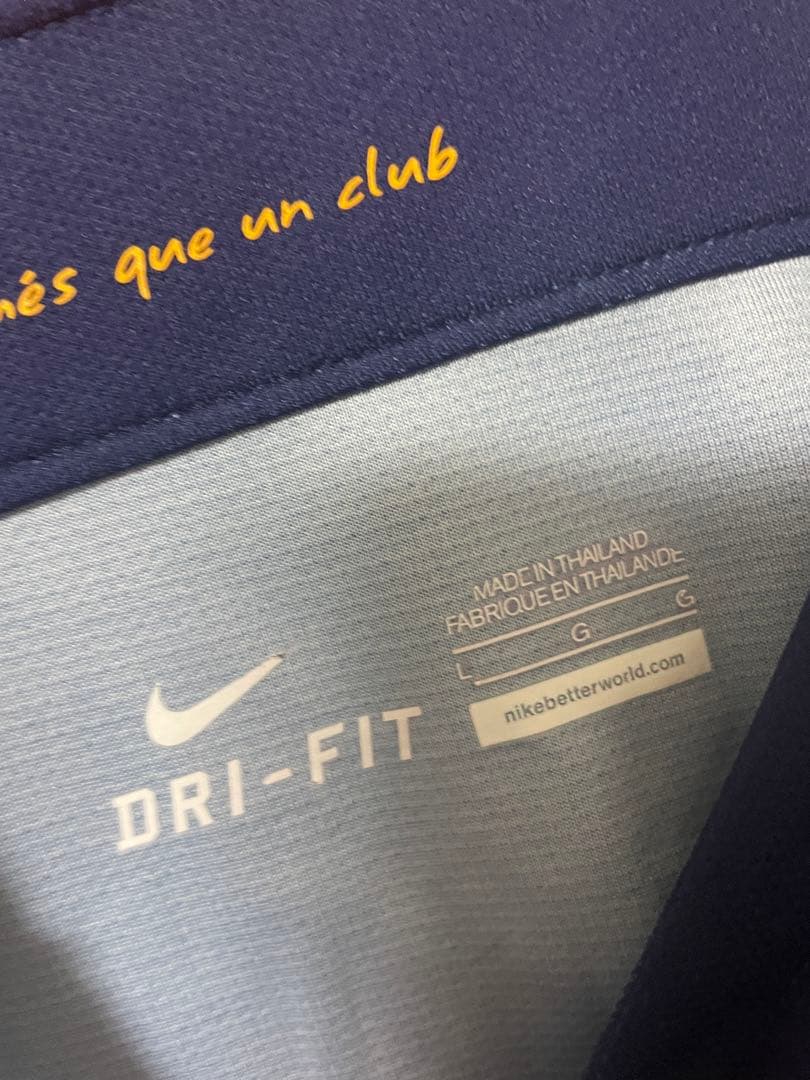 més que un club
MADE IN THAILAND
FABRIQUE EN THAILANDE
L G G
nikebetterworld.com
DRI-FIT